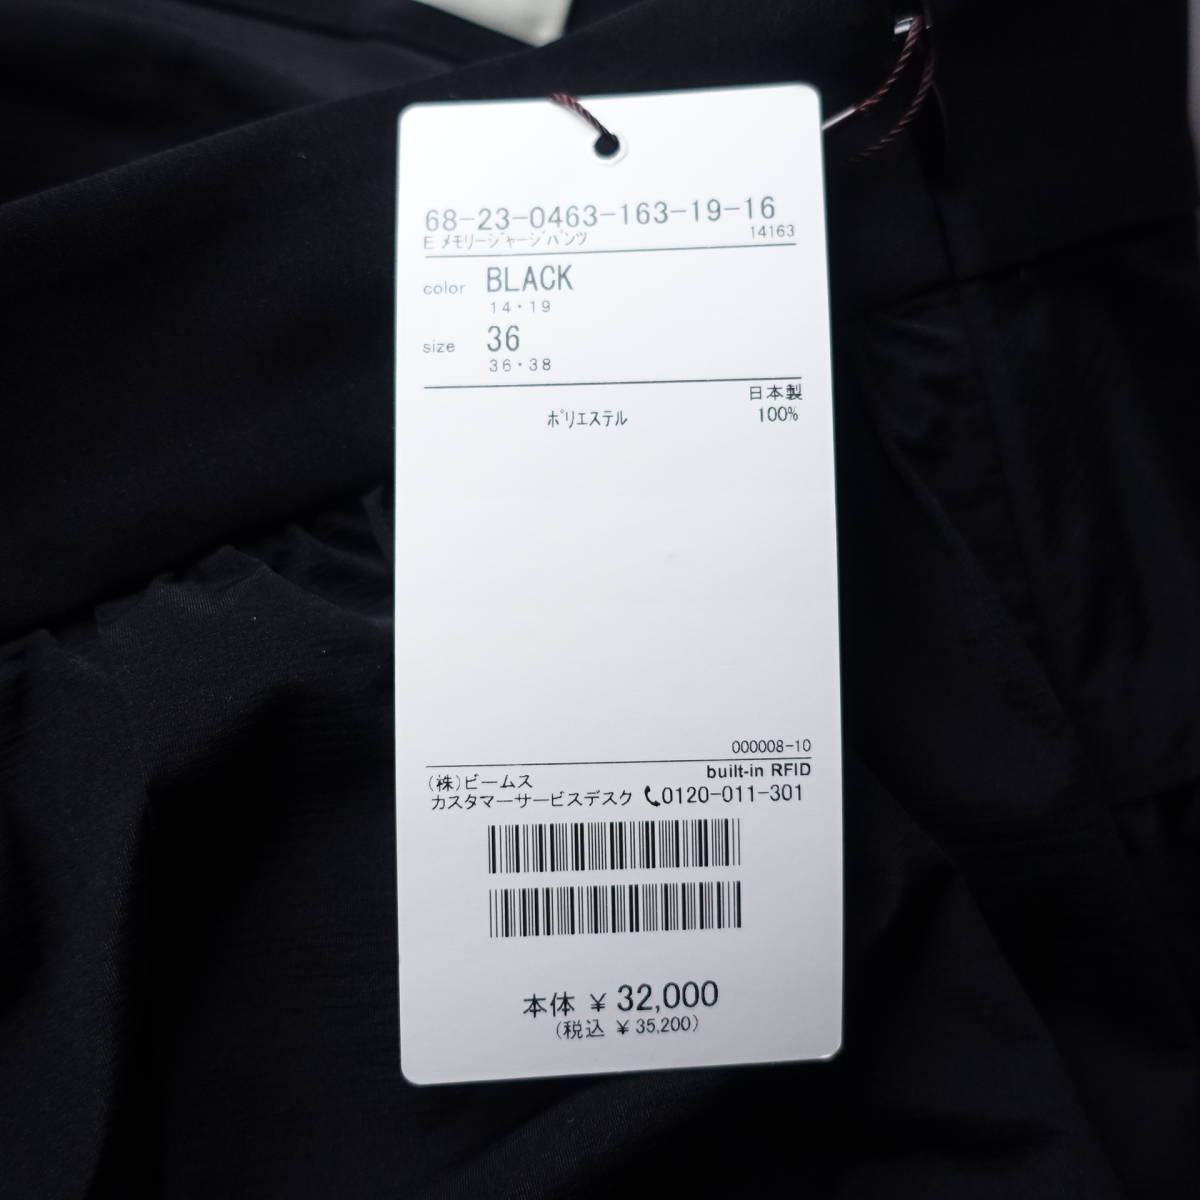 68-23-0463-163-19-16
E メモリージャージパンツ 14163
color BLACK
14・19
size 36
36・38
日本製
ポリエステル 100%
000008-10
built-in RFID
(株)ビームス
カスタマーサービスデスク 0120-011-301
本体 ¥ 32,000
(税込 ¥ 35,200)